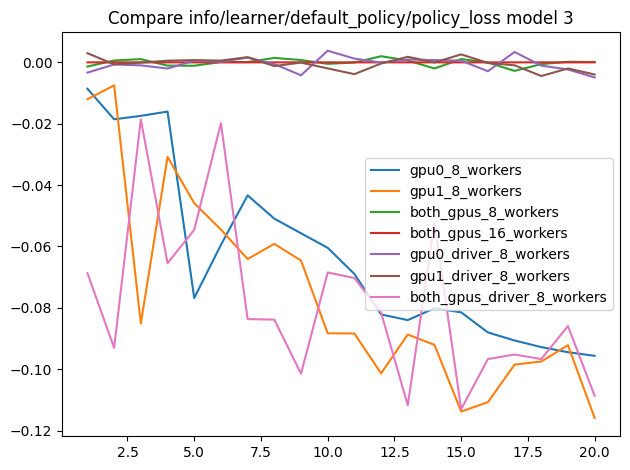 Compare info/learner/default_policy/policy_loss model 3
0.00
−0.02
−0.04
−0.06
−0.08
−0.10
−0.12
gpu0_8_workers
gpu1_8_workers
both_gpus_8_workers
both_gpus_16_workers
gpu0_driver_8_workers
gpu1_driver_8_workers
both_gpus_driver_8_workers
2.5 5.0 7.5 10.0 12.5 15.0 17.5 20.0